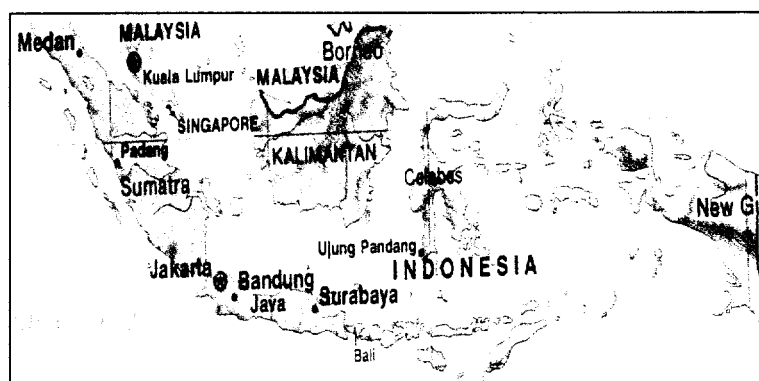 MALAYSIA
Medan
Borneo
Kuala Lumpur
MALAYSIA
SINGAPORE
Padang
KALIMANTAN
Sumatra
Celebes
New G
Ujung Pandang
INDONESIA
Jakarta
Bandung
Java
Surabaya
Bali